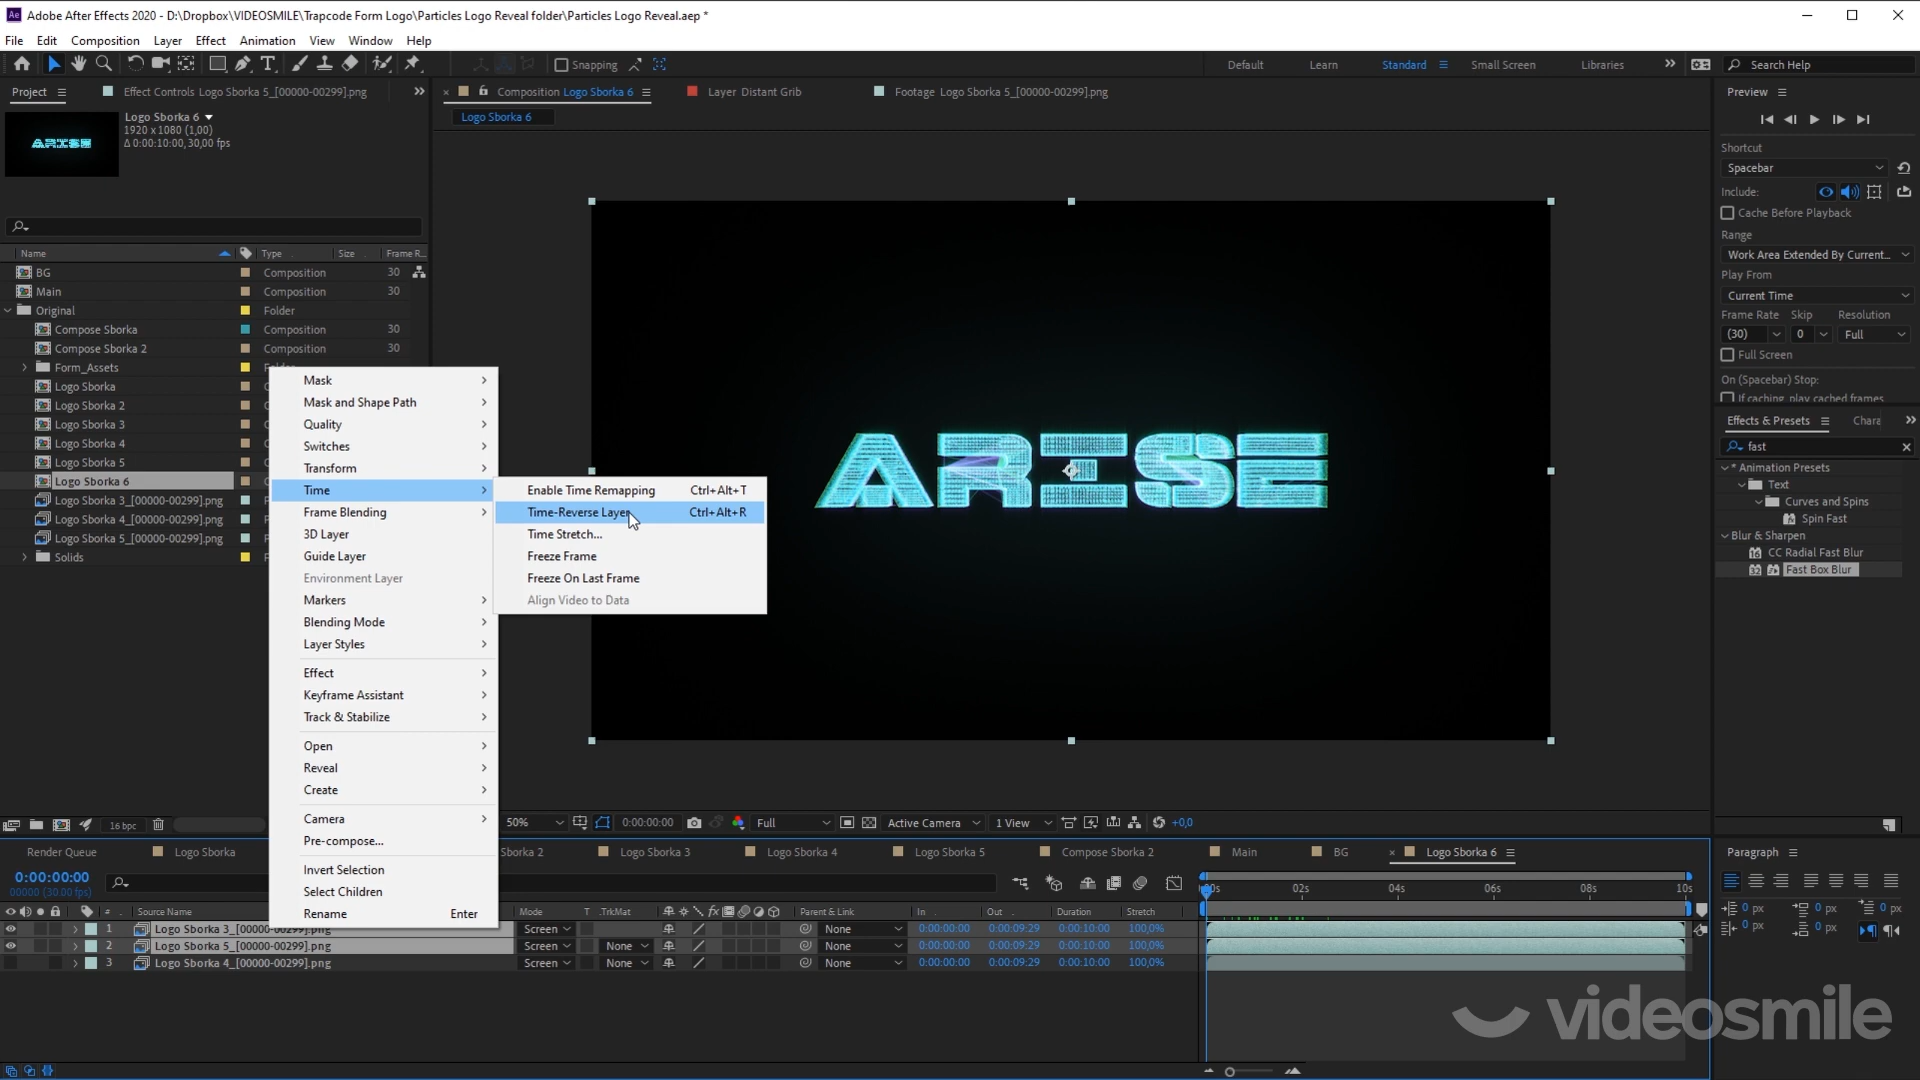 Adobe After Effects 2020 - D:\Dropbox\VIDEOSMILE\Trapcode Form Logo\Particles Logo Reveal folder\Particles Logo Reveal.aep *
File Edit Composition Layer Effect Animation View Window Help
Snapping
Default Learn Standard Small Screen Libraries Search Help
Project Effect Controls Logo Sborka 5_[00000-00299].png
Composition Logo Sborka 6 Layer Distant Grib Footage Logo Sborka 5_[00000-00299].png
Logo Sborka 6
Logo Sborka 6
1920 x 1080 (1,00)
Δ 0:00:10:00, 30,00 fps
ARISE
Name Type Size Frame R...
BG Composition 30
Main Composition 30
Original Folder
Compose Sborka Composition 30
Compose Sborka 2 Composition 30
Form_Assets Folder
Logo Sborka
Logo Sborka 2
Logo Sborka 3
Logo Sborka 4
Logo Sborka 5
Logo Sborka 6
Logo Sborka 3_[00000-00299].png
Logo Sborka 4_[00000-00299].png
Logo Sborka 5_[00000-00299].png
Solids
16 bpc
Mask
Mask and Shape Path
Quality
Switches
Transform
Time
Frame Blending
3D Layer
Guide Layer
Environment Layer
Markers
Blending Mode
Layer Styles
Effect
Keyframe Assistant
Track & Stabilize
Open
Reveal
Create
Camera
Pre-compose...
Invert Selection
Select Children
Rename Enter
Enable Time Remapping Ctrl+Alt+T
Time-Reverse Layer Ctrl+Alt+R
Time Stretch...
Freeze Frame
Freeze On Last Frame
Align Video to Data
ARISE
50% 0:00:00:00 Full Active Camera 1 View +0,0
Preview
Shortcut
Spacebar
Include:
Cache Before Playback
Range
Work Area Extended By Current...
Play From
Current Time
Frame Rate Skip Resolution
(30) 0 Full
Full Screen
On (Spacebar) Stop:
If caching, play cached frames
Effects & Presets Chara
fast
* Animation Presets
Text
Curves and Spins
Spin Fast
Blur & Sharpen
CC Radial Fast Blur
Fast Box Blur
Render Queue Logo Sborka Sborka 2 Logo Sborka 3 Logo Sborka 4 Logo Sborka 5 Compose Sborka 2 Main BG Logo Sborka 6
0:00:00:00
00000 (30.00 fps)
:00s 02s 04s 06s 08s 10s
# Source Name Mode T .TrkMat fx Parent & Link In Out Duration Stretch
1 Logo Sborka 3_[00000-00299].png Screen None 0:00:00:00 0:00:09:29 0:00:10:00 100,0%
2 Logo Sborka 5_[00000-00299].png Screen None None 0:00:00:00 0:00:09:29 0:00:10:00 100,0%
3 Logo Sborka 4_[00000-00299].png Screen None None 0:00:00:00 0:00:09:29 0:00:10:00 100,0%
Paragraph
0 px 0 px 0 px
0 px 0 px
videosmile